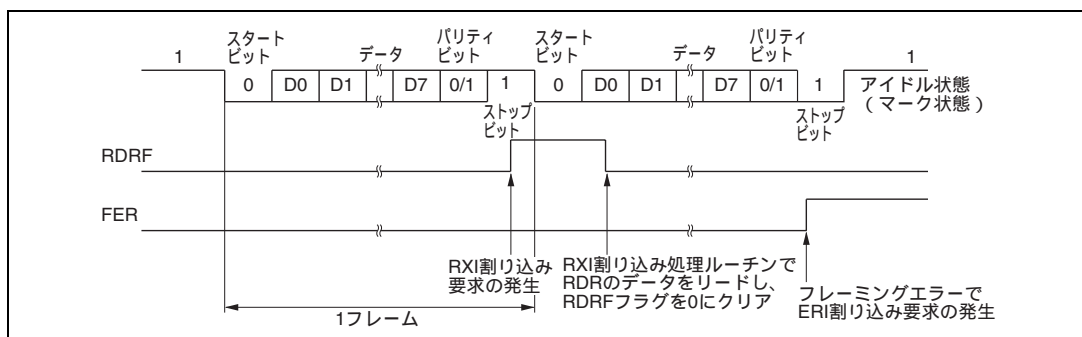 1
スタート
ビット
データ
パリティ
ビット
スタート
ビット
データ
パリティ
ビット
1
0 D0 D1 D7 0/1 1 0 D0 D1 D7 0/1 1
アイドル状態
(マーク状態)
ストップ
ビット
ストップ
ビット
RDRF
FER
RXI割り込み
要求の発生
RXI割り込み処理ルーチンで
RDRのデータをリードし、
RDRFフラグを0にクリア
フレーミングエラーで
ERI割り込み要求の発生
1フレーム